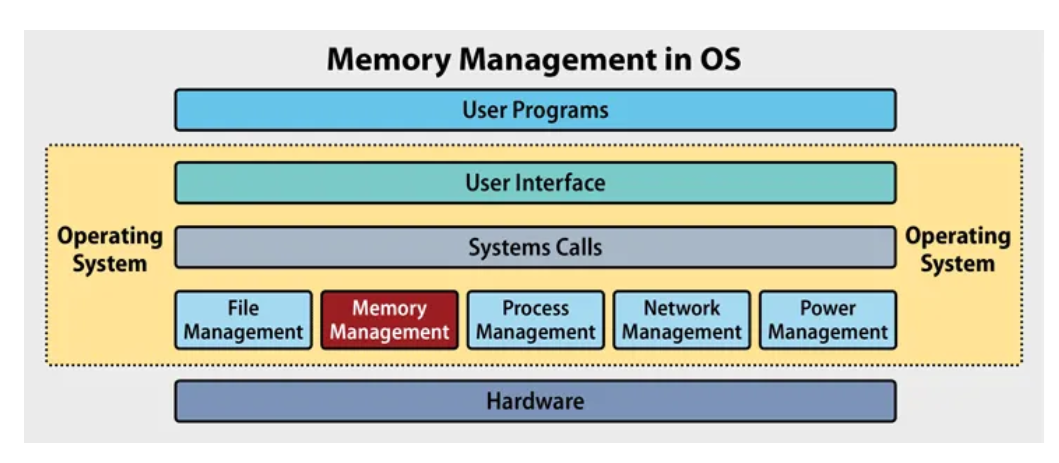 Memory Management in OS
User Programs
User Interface
Operating
System
Systems Calls
Operating
System
File
Management
Memory
Management
Process
Management
Network
Management
Power
Management
Hardware